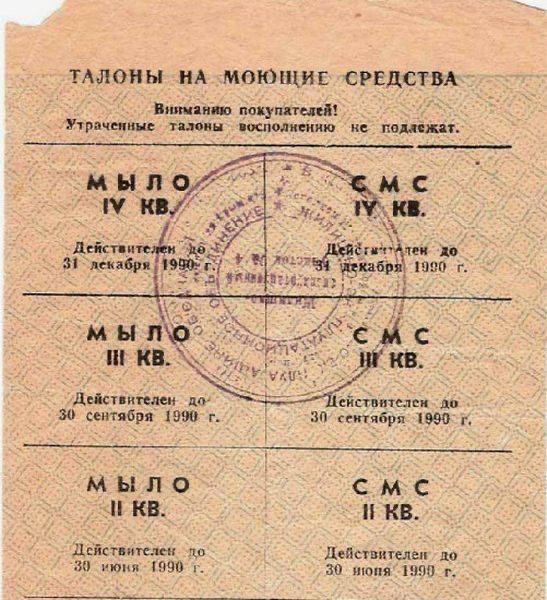 ТАЛОНЫ НА МОЮЩИЕ СРЕДСТВА
Вниманию покупателей!
Утраченные талоны восполнению не подлежат.
МЫЛО
IV КВ.
Действителен до
31 декабря 1990 г.
СМС
IV КВ.
Действителен до
31 декабря 1990 г.
МЫЛО
III КВ.
Действителен до
30 сентября 1990 г.
СМС
III КВ.
Действителен до
30 сентября 1990 г.
МЫЛО
II КВ.
Действителен до
30 июня 1990 г.
СМС
II КВ.
Действителен до
30 июня 1990 г.